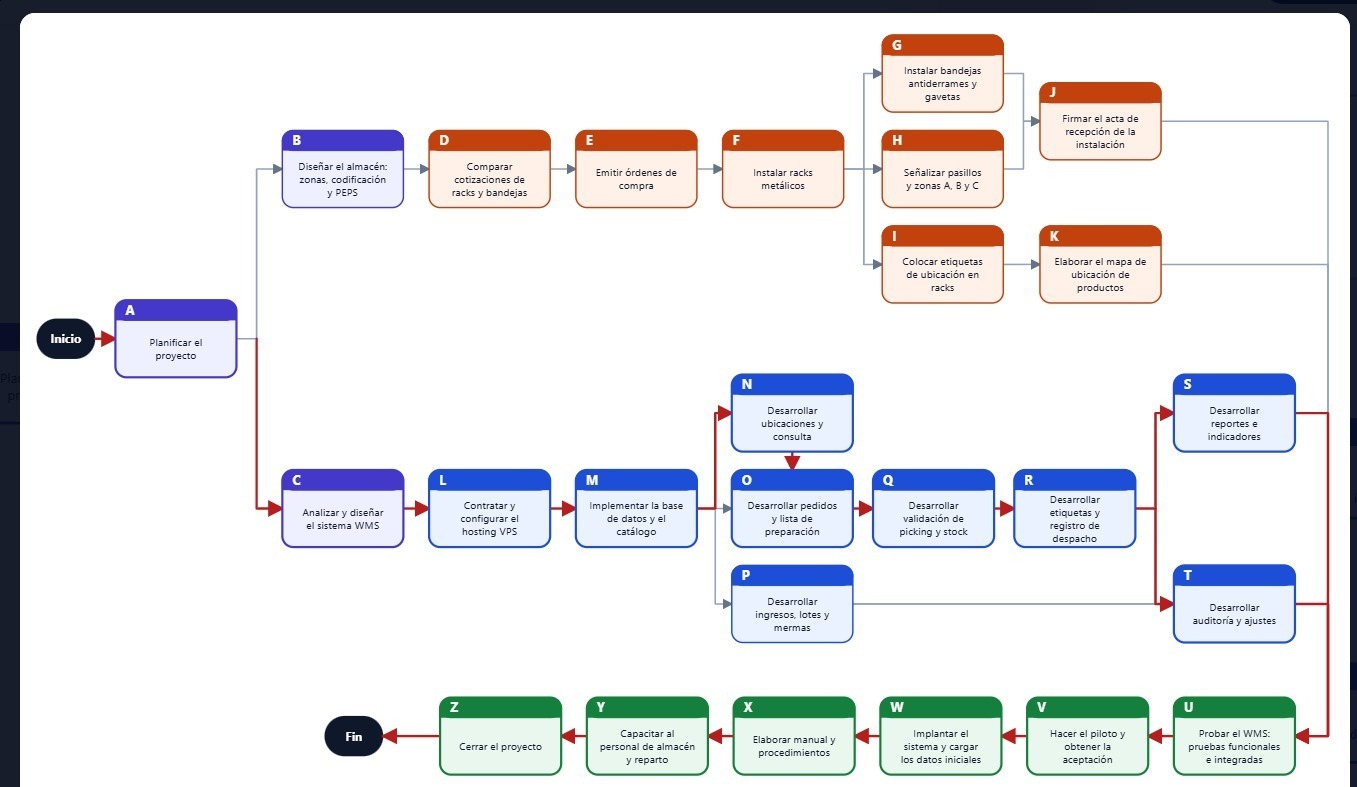 G
Instalar bandejas
antiderrames y
gavetas
J
Firmar el acta de
recepción de la
instalación
B
Diseñar el almacén:
zonas, codificación
y PEPS
D
Comparar
cotizaciones de
racks y bandejas
E
Emitir órdenes de
compra
F
Instalar racks
metálicos
H
Señalizar pasillos
y zonas A, B y C
I
Colocar etiquetas
de ubicación en
racks
K
Elaborar el mapa de
ubicación de
productos
Inicio
A
Planificar el
proyecto
N
Desarrollar
ubicaciones y
consulta
S
Desarrollar
reportes e
indicadores
C
Analizar y diseñar
el sistema WMS
L
Contratar y
configurar el
hosting VPS
M
Implementar la base
de datos y el
catálogo
O
Desarrollar pedidos
y lista de
preparación
Q
Desarrollar
validación de
picking y stock
R
Desarrollar
etiquetas y
registro de
despacho
P
Desarrollar
ingresos, lotes y
mermas
T
Desarrollar
auditoría y ajustes
Fin
Z
Cerrar el proyecto
Y
Capacitar al
personal de almacén
y reparto
X
Elaborar manual y
procedimientos
W
Implantar el
sistema y cargar
los datos iniciales
V
Hacer el piloto y
obtener la
aceptación
U
Probar el WMS:
pruebas funcionales
e integradas